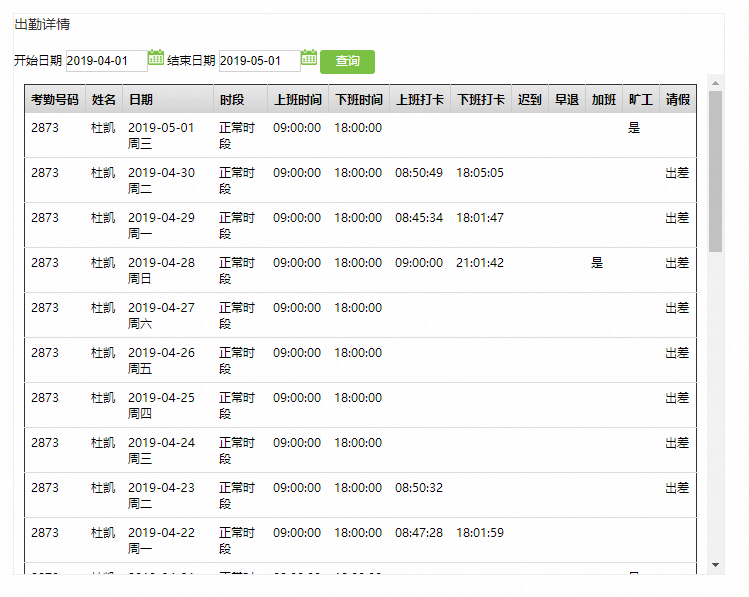 出勤详情
开始日期 2019-04-01 结束日期 2019-05-01 查询
考勤号码 姓名 日期 时段 上班时间 下班时间 上班打卡 下班打卡 迟到 早退 加班 旷工 请假
2873 杜凯 2019-05-01 正常时 09:00:00 18:00:00 是
周三 段
2873 杜凯 2019-04-30 正常时 09:00:00 18:00:00 08:50:49 18:05:05 出差
周二 段
2873 杜凯 2019-04-29 正常时 09:00:00 18:00:00 08:45:34 18:01:47 出差
周一 段
2873 杜凯 2019-04-28 正常时 09:00:00 18:00:00 09:00:00 21:01:42 是 出差
周日 段
2873 杜凯 2019-04-27 正常时 09:00:00 18:00:00 出差
周六 段
2873 杜凯 2019-04-26 正常时 09:00:00 18:00:00 出差
周五 段
2873 杜凯 2019-04-25 正常时 09:00:00 18:00:00 出差
周四 段
2873 杜凯 2019-04-24 正常时 09:00:00 18:00:00 出差
周三 段
2873 杜凯 2019-04-23 正常时 09:00:00 18:00:00 08:50:32 出差
周二 段
2873 杜凯 2019-04-22 正常时 09:00:00 18:00:00 08:47:28 18:01:59
周一 段